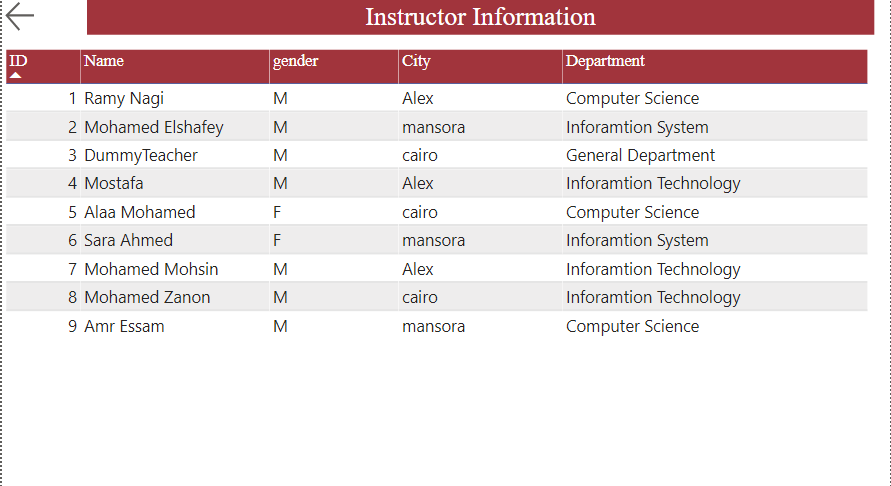 Instructor Information
ID Name gender City Department
1 Ramy Nagi M Alex Computer Science
2 Mohamed Elshafey M mansora Inforamtion System
3 DummyTeacher M cairo General Department
4 Mostafa M Alex Inforamtion Technology
5 Alaa Mohamed F cairo Computer Science
6 Sara Ahmed F mansora Inforamtion System
7 Mohamed Mohsin M Alex Inforamtion Technology
8 Mohamed Zanon M cairo Inforamtion Technology
9 Amr Essam M mansora Computer Science